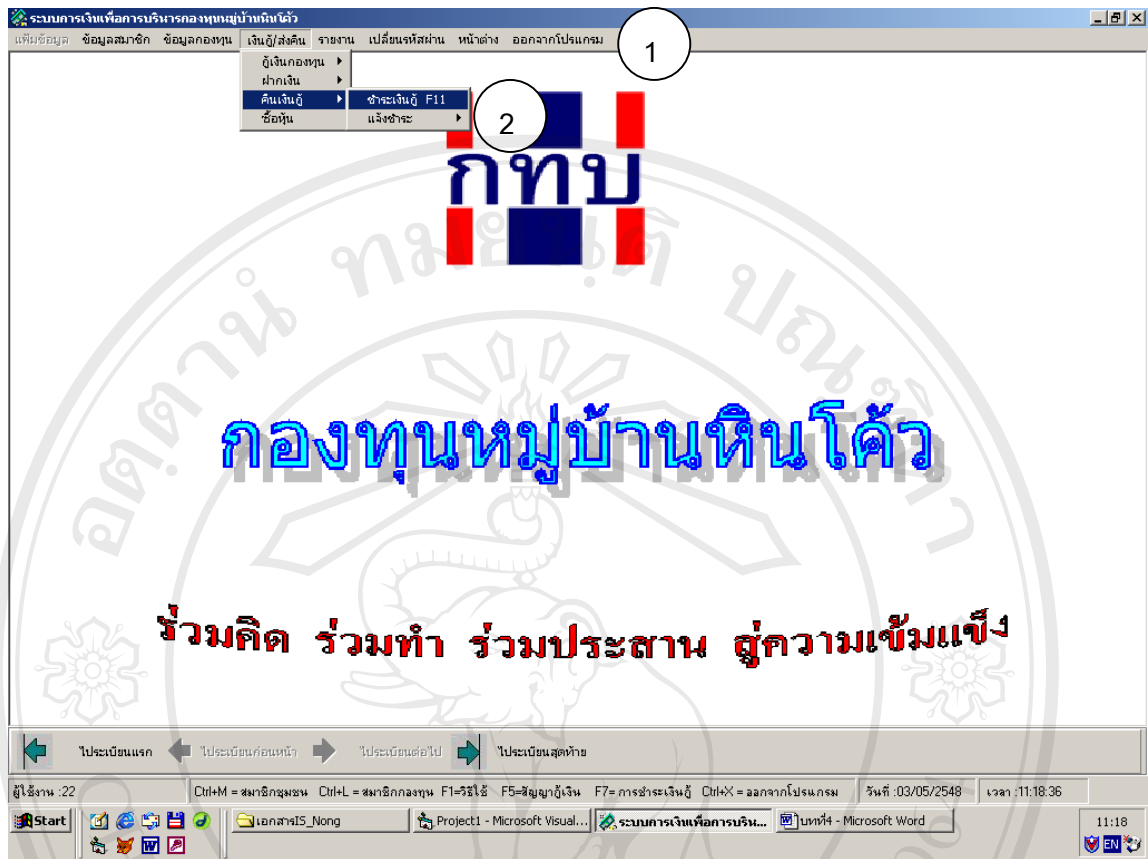 ระบบการเงินเพื่อการบริหารกองทุนหมู่บ้านหินโค้ว
แฟ้มข้อมูล ข้อมูลสมาชิก ข้อมูลกองทุน เงินกู้/ส่งคืน รายงาน เปลี่ยนรหัสผ่าน หน้าต่าง ออกจากโปรแกรม
1
กู้เงินกองทุน
ฝากเงิน
คืนเงินกู้ ชำระเงินกู้ F11
ซื้อหุ้น แจ้งชำระ
2
กทบ
กองทุนหมู่บ้านหินโค้ว
ร่วมคิด ร่วมทำ ร่วมประสาน สู่ความเข้มแข็ง
ไประเบียนแรก ไประเบียนก่อนหน้า ไประเบียนต่อไป ไประเบียนสุดท้าย
ผู้ใช้งาน :22 Ctrl+M = สมาชิกชุมชน Ctrl+L = สมาชิกกองทุน F1=วิธีใช้ F5=สัญญากู้เงิน F7= การชำระเงินกู้ Ctrl+X = ออกจากโปรแกรม วันที่ :03/05/2548 เวลา :11:18:36
Start เอกสารIS_Nong Project1 - Microsoft Visual... ระบบการเงินเพื่อการบริห... บทที่4 - Microsoft Word 11:18
EN